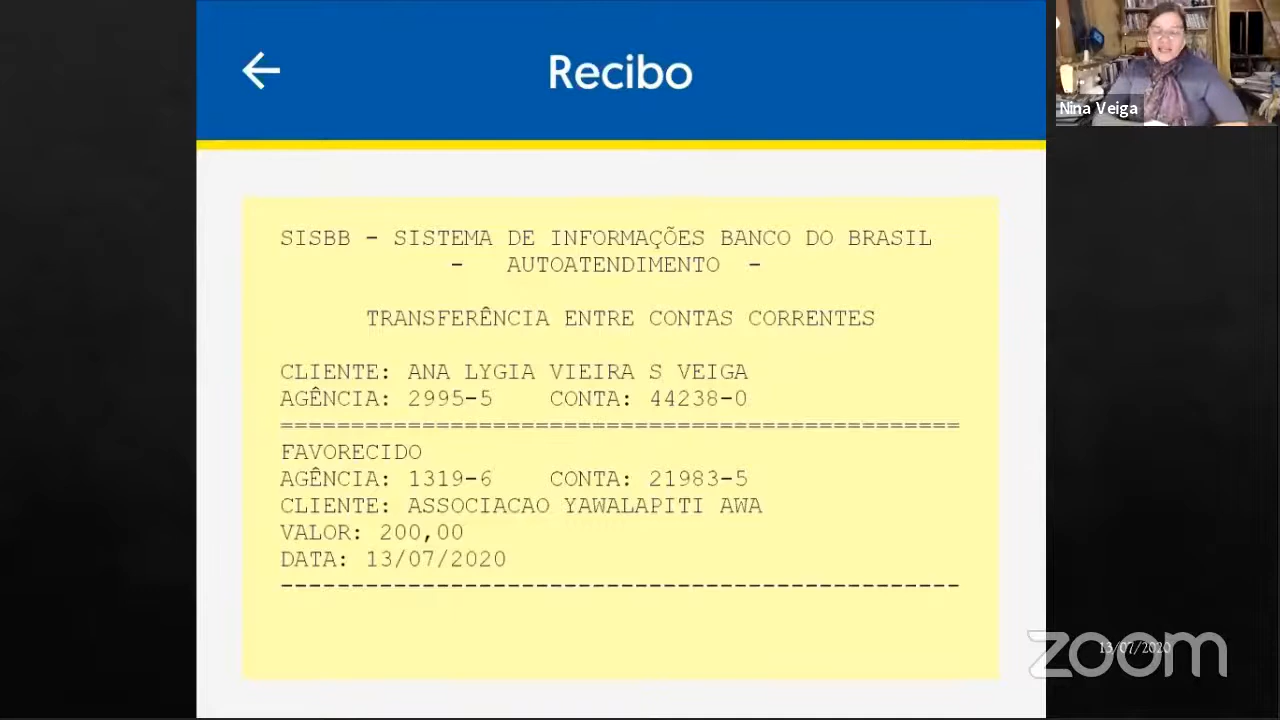 Recibo
Nina Veiga
SISBB - SISTEMA DE INFORMAÇÕES BANCO DO BRASIL
- AUTOATENDIMENTO -
TRANSFERÊNCIA ENTRE CONTAS CORRENTES
CLIENTE: ANA LYGIA VIEIRA S VEIGA
AGÊNCIA: 2995-5 CONTA: 44238-0
================================================
FAVORECIDO
AGÊNCIA: 1319-6 CONTA: 21983-5
CLIENTE: ASSOCIACAO YAWALAPITI AWA
VALOR: 200,00
DATA: 13/07/2020
------------------------------------------------
13/07/2020
zoom